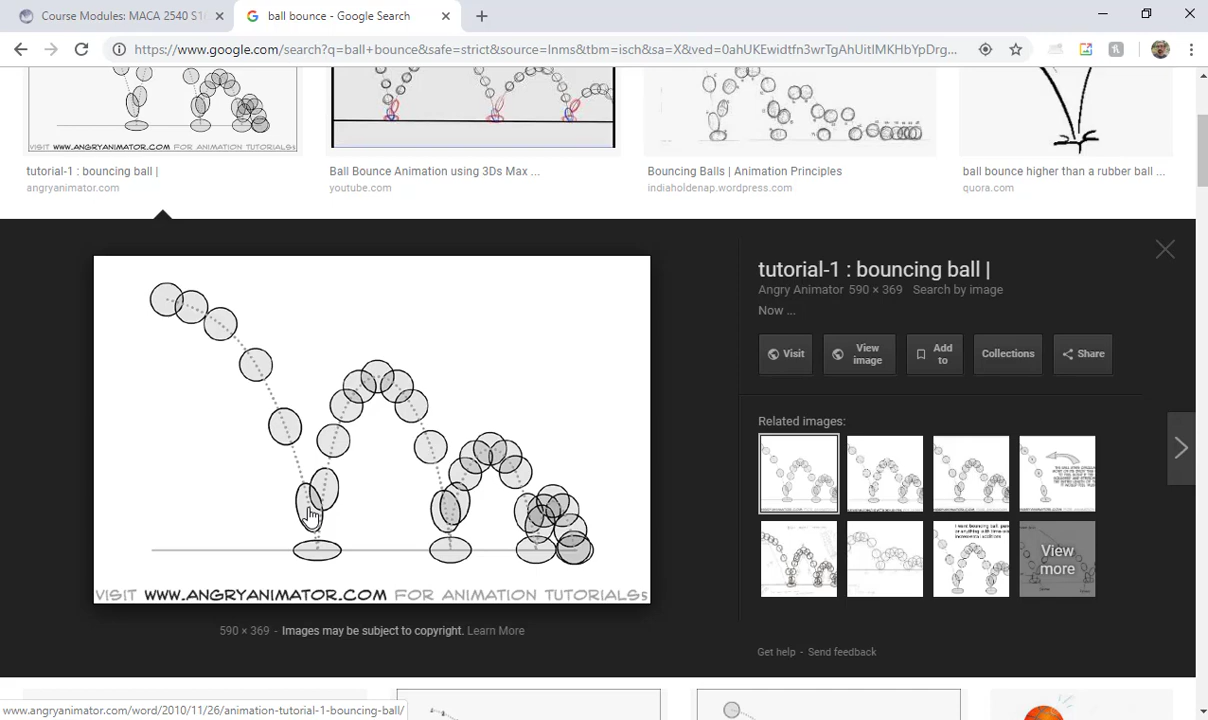 Course Modules: MACA 2540 S1(
ball bounce - Google Search
https://www.google.com/search?q=ball+bounce&safe=strict&source=lnms&tbm=isch&sa=X&ved=0ahUKEwidtfn3wrTgAhUitIMKHbYpDrg...
VISIT WWW.ANGRYANIMATOR.COM FOR ANIMATION TUTORIALS
tutorial-1 : bouncing ball |
angryanimator.com
Ball Bounce Animation using 3Ds Max ...
youtube.com
Bouncing Balls | Animation Principles
indiaholdenap.wordpress.com
ball bounce higher than a rubber ball ...
quora.com
tutorial-1 : bouncing ball |
Angry Animator 590 × 369 Search by image
Now ...
Visit
View image
Add to
Collections
Share
Related images:
View more
VISIT WWW.ANGRYANIMATOR.COM FOR ANIMATION TUTORIALS
590 × 369 - Images may be subject to copyright. Learn More
Get help - Send feedback
www.angryanimator.com/word/2010/11/26/animation-tutorial-1-bouncing-ball/